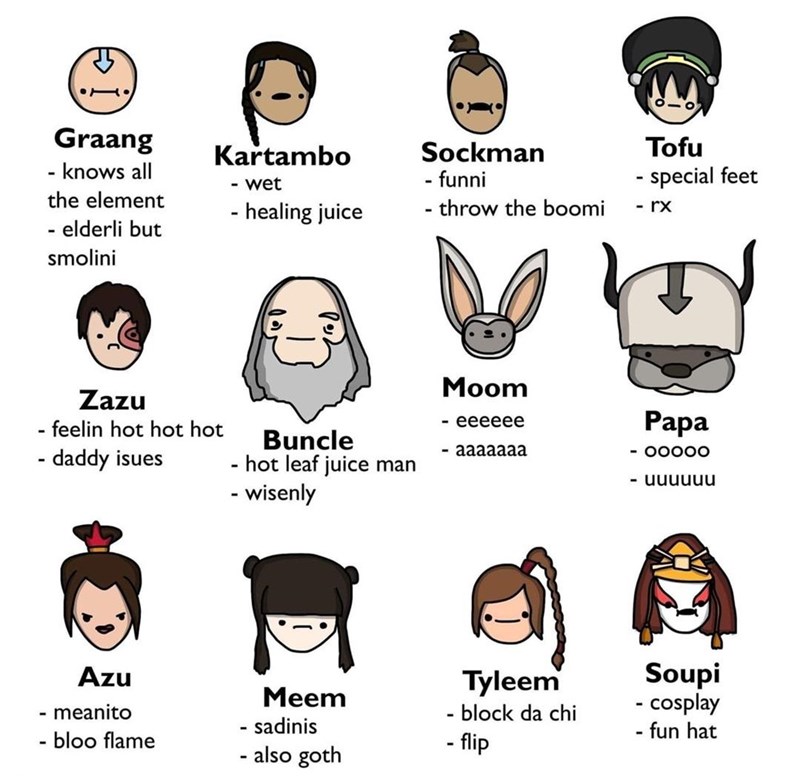 Graang
- knows all
the element
- elderli but
smolini
Kartambo
- wet
- healing juice
Sockman
- funni
- throw the boomi
Tofu
- special feet
- rx
Zazu
- feelin hot hot hot
- daddy isues
Buncle
- hot leaf juice man
- wisenly
Moom
- eeeeee
- aaaaaaa
Papa
- ooooo
- uuuuuu
Azu
- meanito
- bloo flame
Meem
- sadinis
- also goth
Tyleem
- block da chi
- flip
Soupi
- cosplay
- fun hat